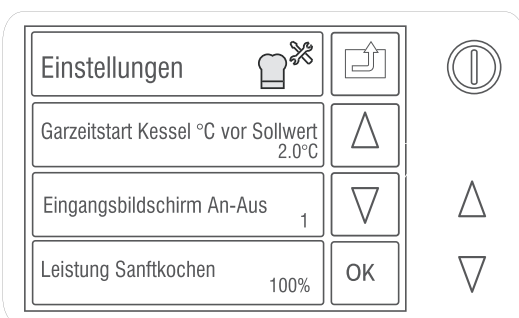 Einstellungen
Garzeitstart Kessel °C vor Sollwert
2.0°C
Eingangsbildschirm An-Aus
1
Leistung Sanftkochen
100%
OK